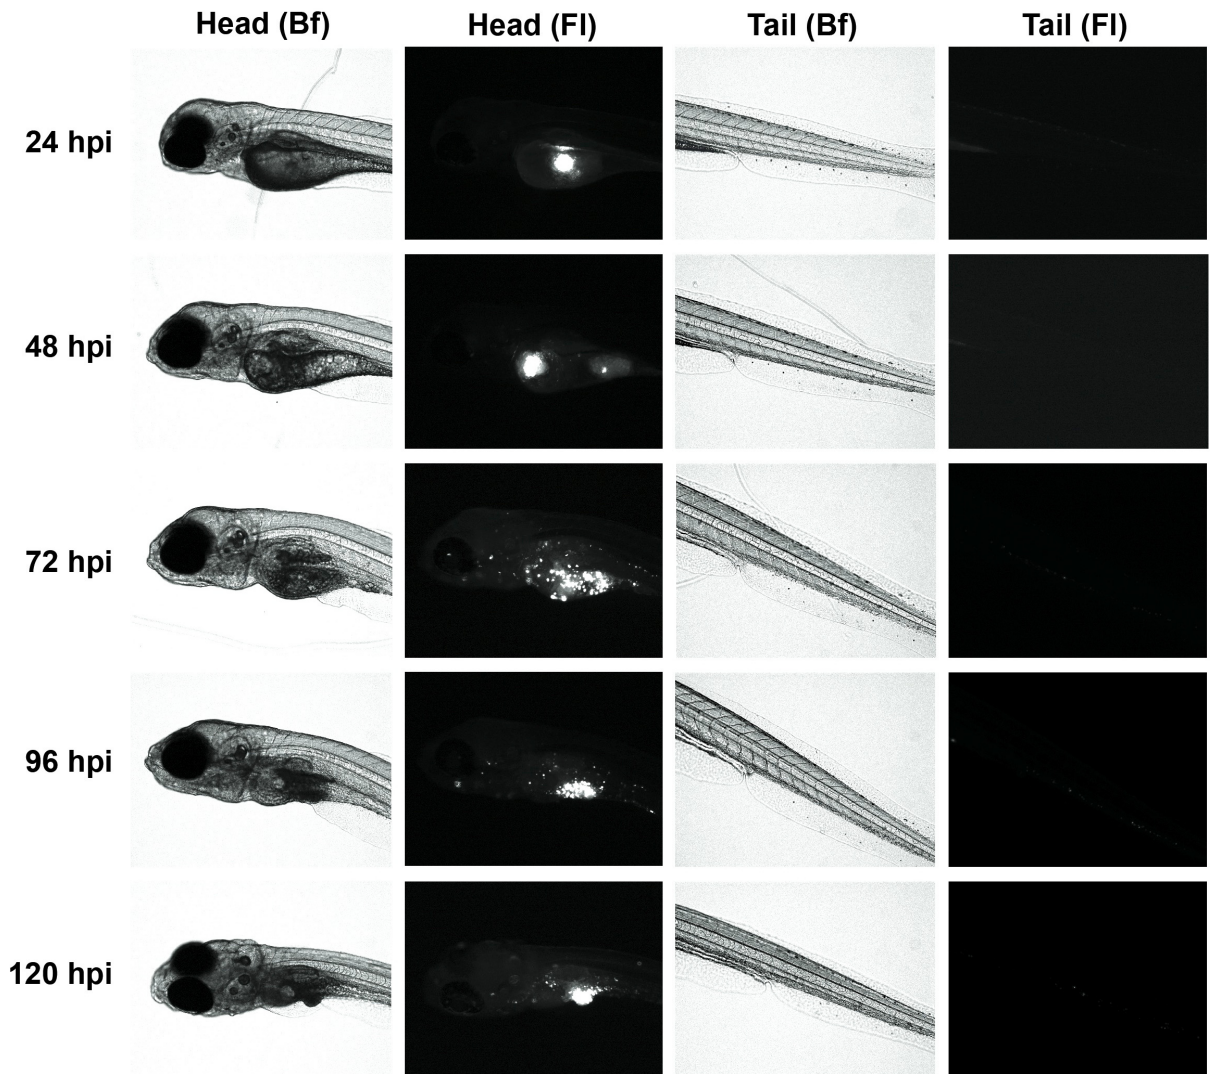 Head (Bf) Head (Fl) Tail (Bf) Tail (Fl)
24 hpi
48 hpi
72 hpi
96 hpi
120 hpi